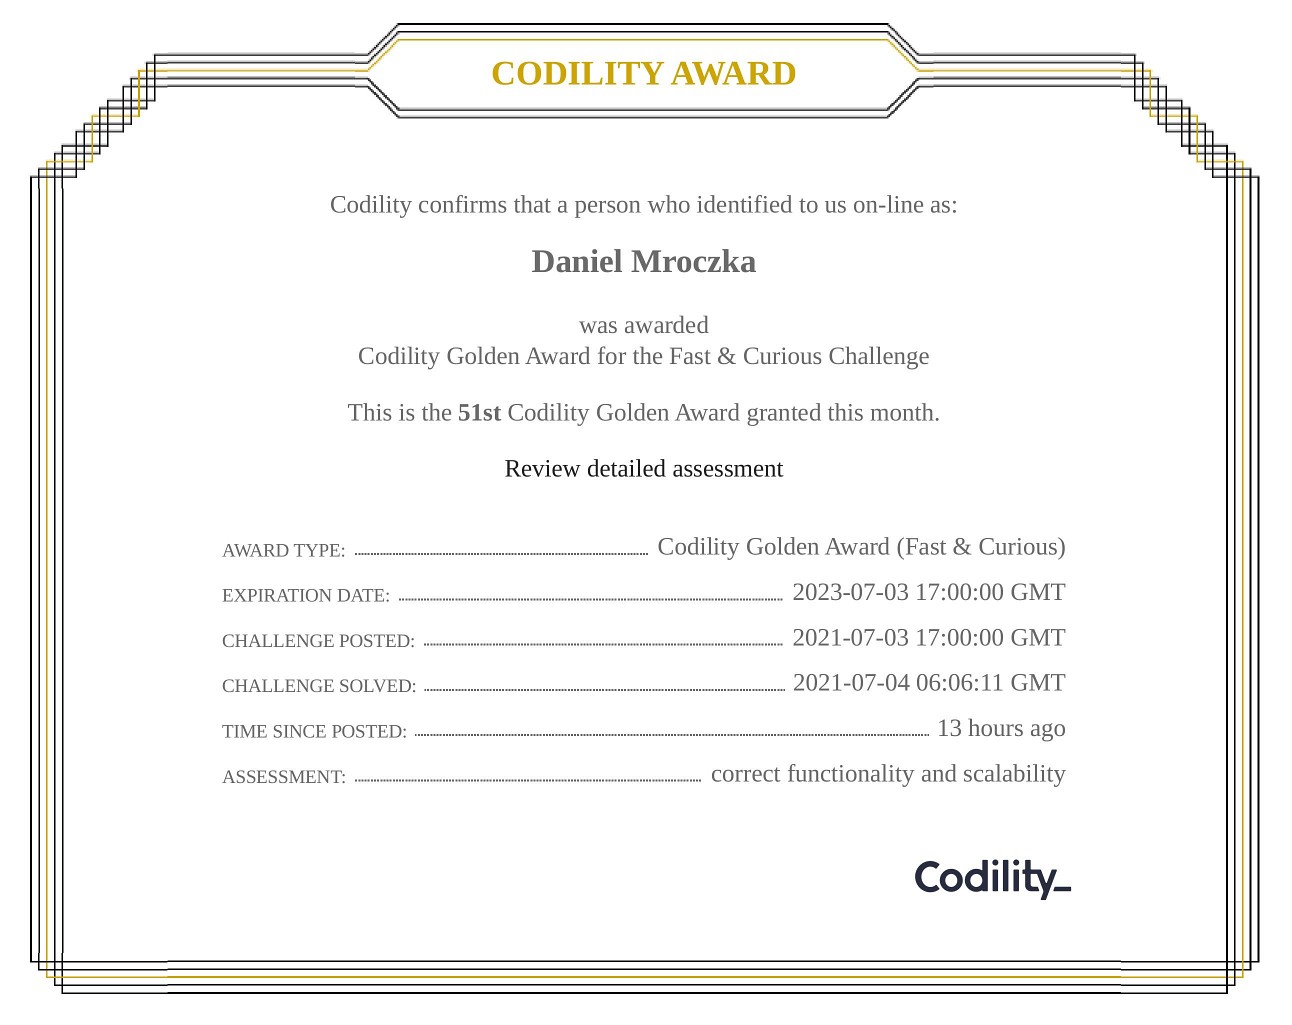 CODILITY AWARD
Codility confirms that a person who identified to us on-line as:
Daniel Mroczka
was awarded
Codility Golden Award for the Fast & Curious Challenge
This is the 51st Codility Golden Award granted this month.
Review detailed assessment
AWARD TYPE: Codility Golden Award (Fast & Curious)
EXPIRATION DATE: 2023-07-03 17:00:00 GMT
CHALLENGE POSTED: 2021-07-03 17:00:00 GMT
CHALLENGE SOLVED: 2021-07-04 06:06:11 GMT
TIME SINCE POSTED: 13 hours ago
ASSESSMENT: correct functionality and scalability
Codility_